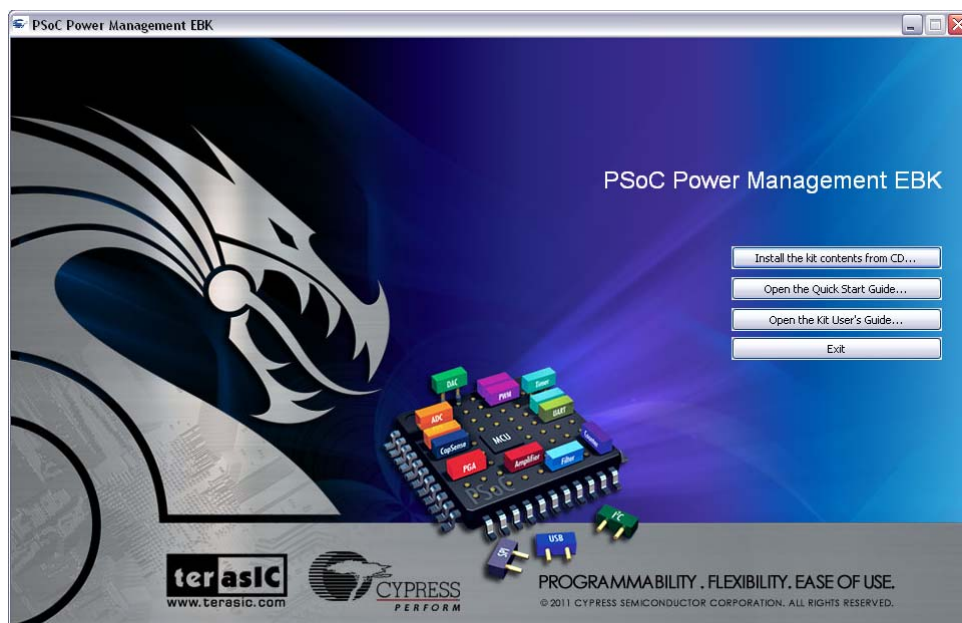 PSoC Power Management EBK
PSoC Power Management EBK
Install the kit contents from CD...
Open the Quick Start Guide...
Open the Kit User's Guide...
Exit
DAC
PWM
Timer
ADC
UART
CapSense
MCU
PGA
Amplifier
Filter
PSoC
I²C
USB
terasIC
www.terasic.com
CYPRESS
PERFORM
PROGRAMMABILITY . FLEXIBILITY. EASE OF USE.
© 2011 CYPRESS SEMICONDUCTOR CORPORATION. ALL RIGHTS RESERVED.